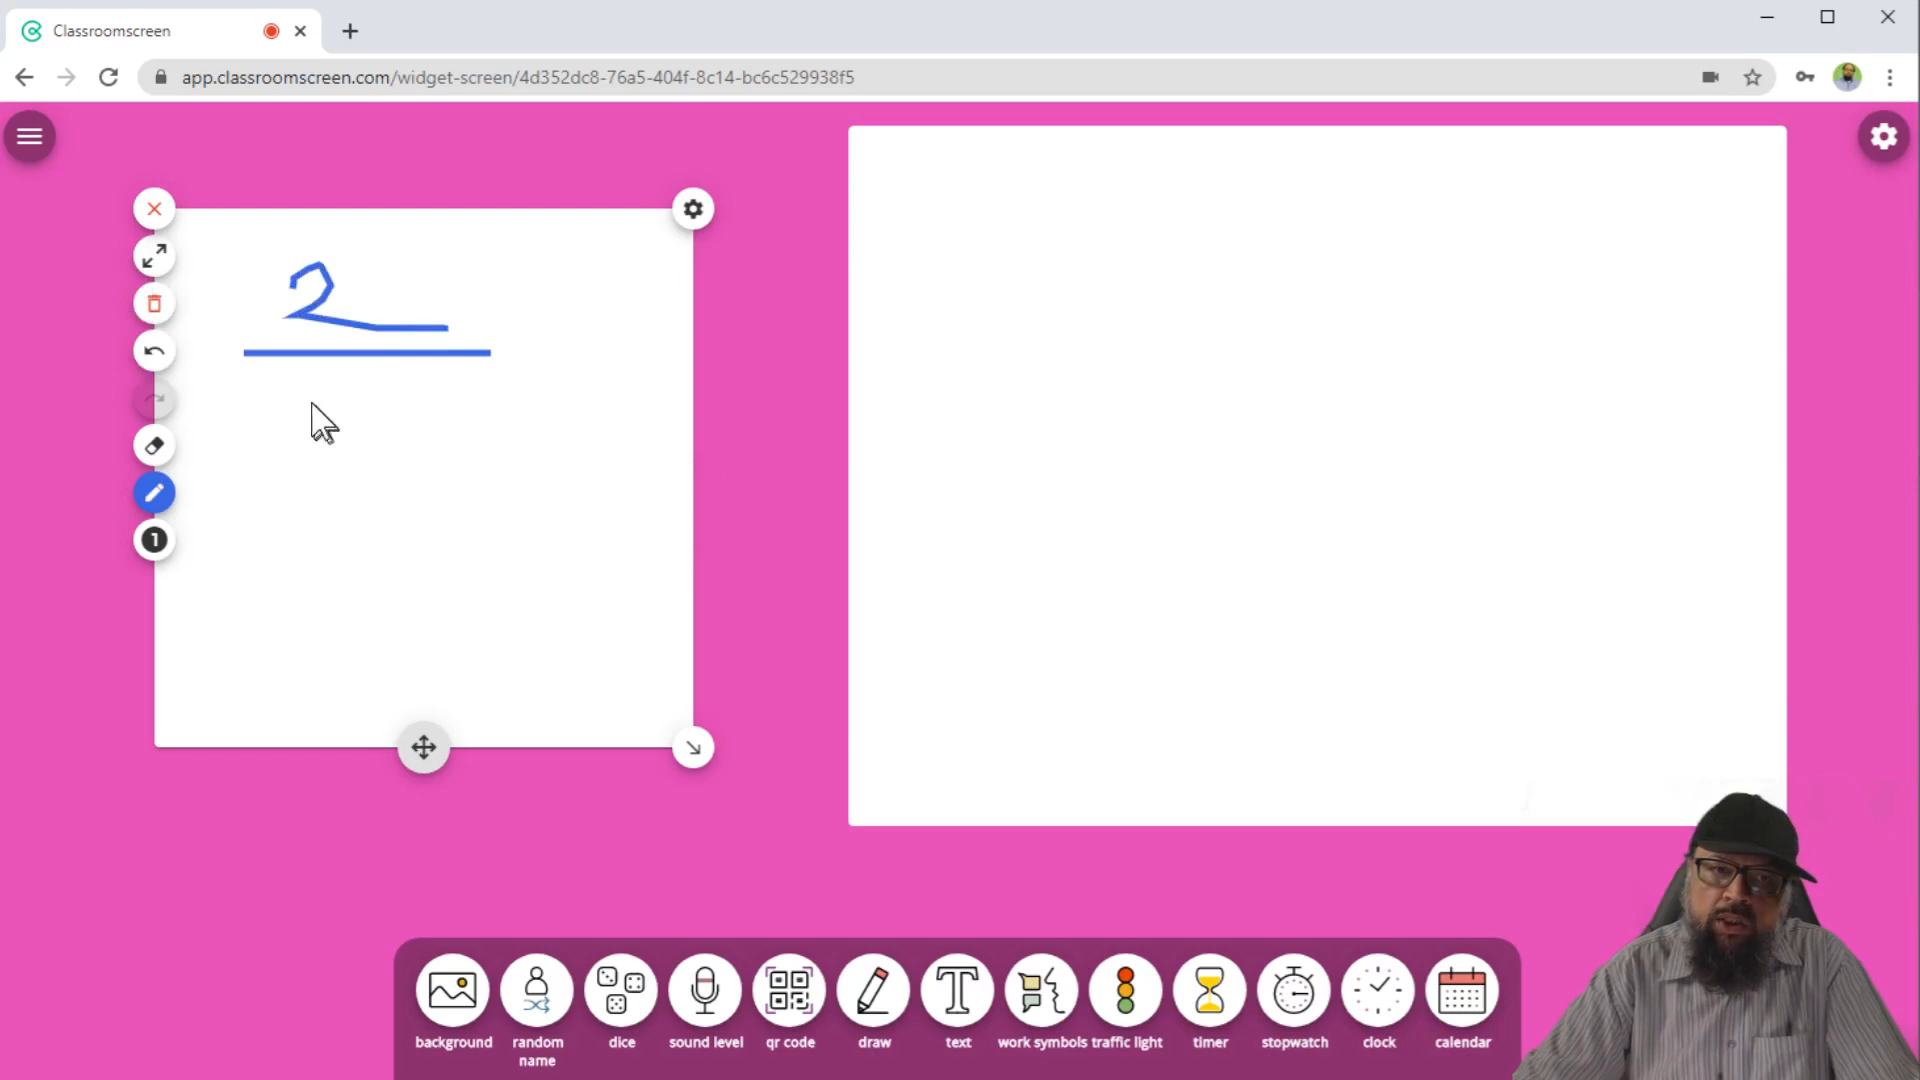 Classroomscreen
app.classroomscreen.com/widget-screen/4d352dc8-76a5-404f-8c14-bc6c529938f5
2
1
background
random name
dice
sound level
qr code
draw
text
work symbols
traffic light
timer
stopwatch
clock
calendar